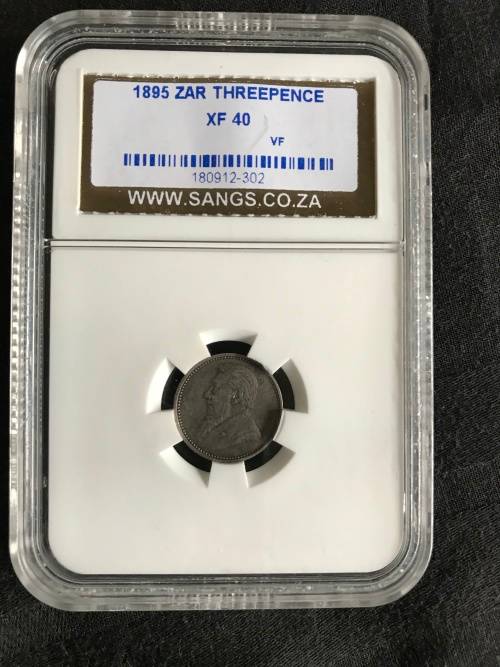 1895 ZAR THREEPENCE
XF 40
VF
180912-302
WWW.SANGS.CO.ZA